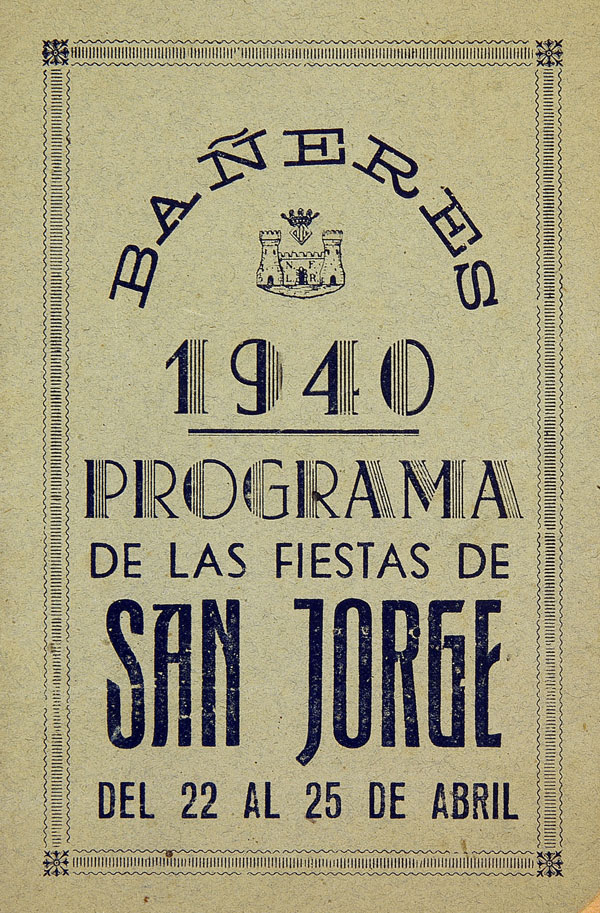 BAÑERES
N F
L R
1940
PROGRAMA
DE LAS FIESTAS DE
SAN JORGE
DEL 22 AL 25 DE ABRIL